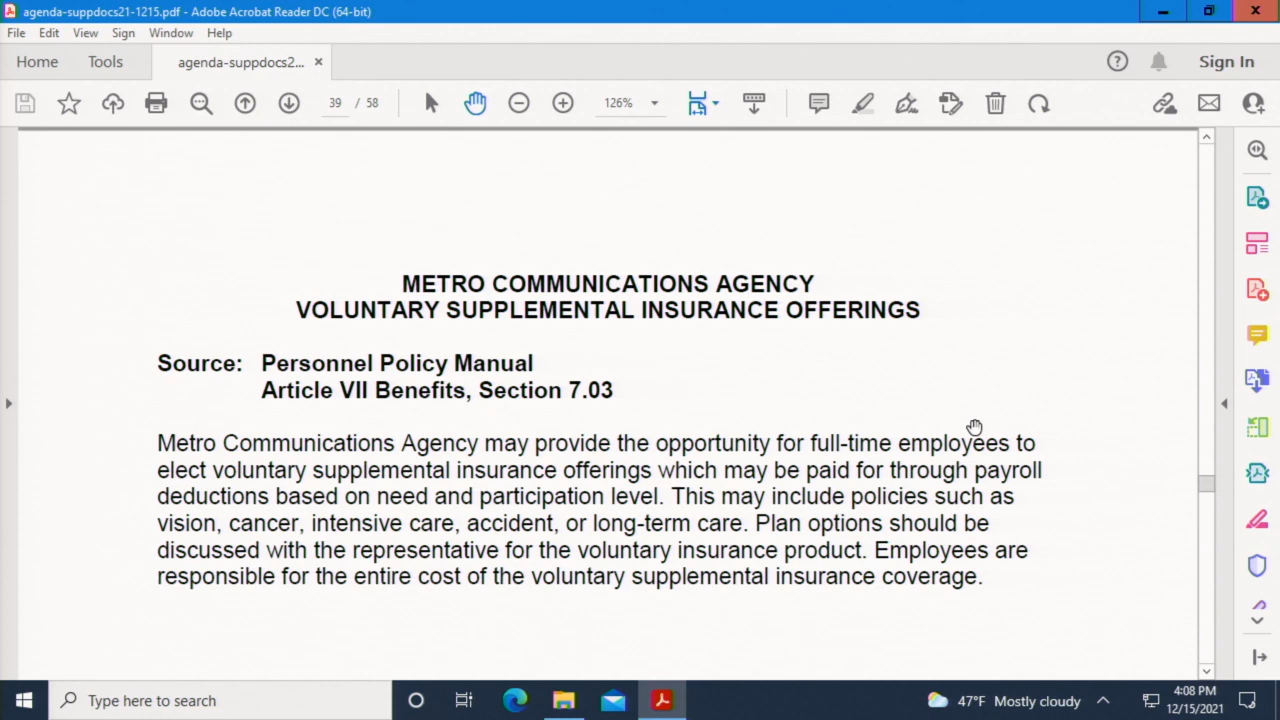 agenda-suppdocs21-1215.pdf - Adobe Acrobat Reader DC (64-bit)
File Edit View Sign Window Help
Home Tools agenda-suppdocs2... × Sign In
39 / 58 126%
METRO COMMUNICATIONS AGENCY
VOLUNTARY SUPPLEMENTAL INSURANCE OFFERINGS
Source: Personnel Policy Manual
Article VII Benefits, Section 7.03
Metro Communications Agency may provide the opportunity for full-time employees to
elect voluntary supplemental insurance offerings which may be paid for through payroll
deductions based on need and participation level. This may include policies such as
vision, cancer, intensive care, accident, or long-term care. Plan options should be
discussed with the representative for the voluntary insurance product. Employees are
responsible for the entire cost of the voluntary supplemental insurance coverage.
Type here to search 47°F Mostly cloudy 4:08 PM
12/15/2021